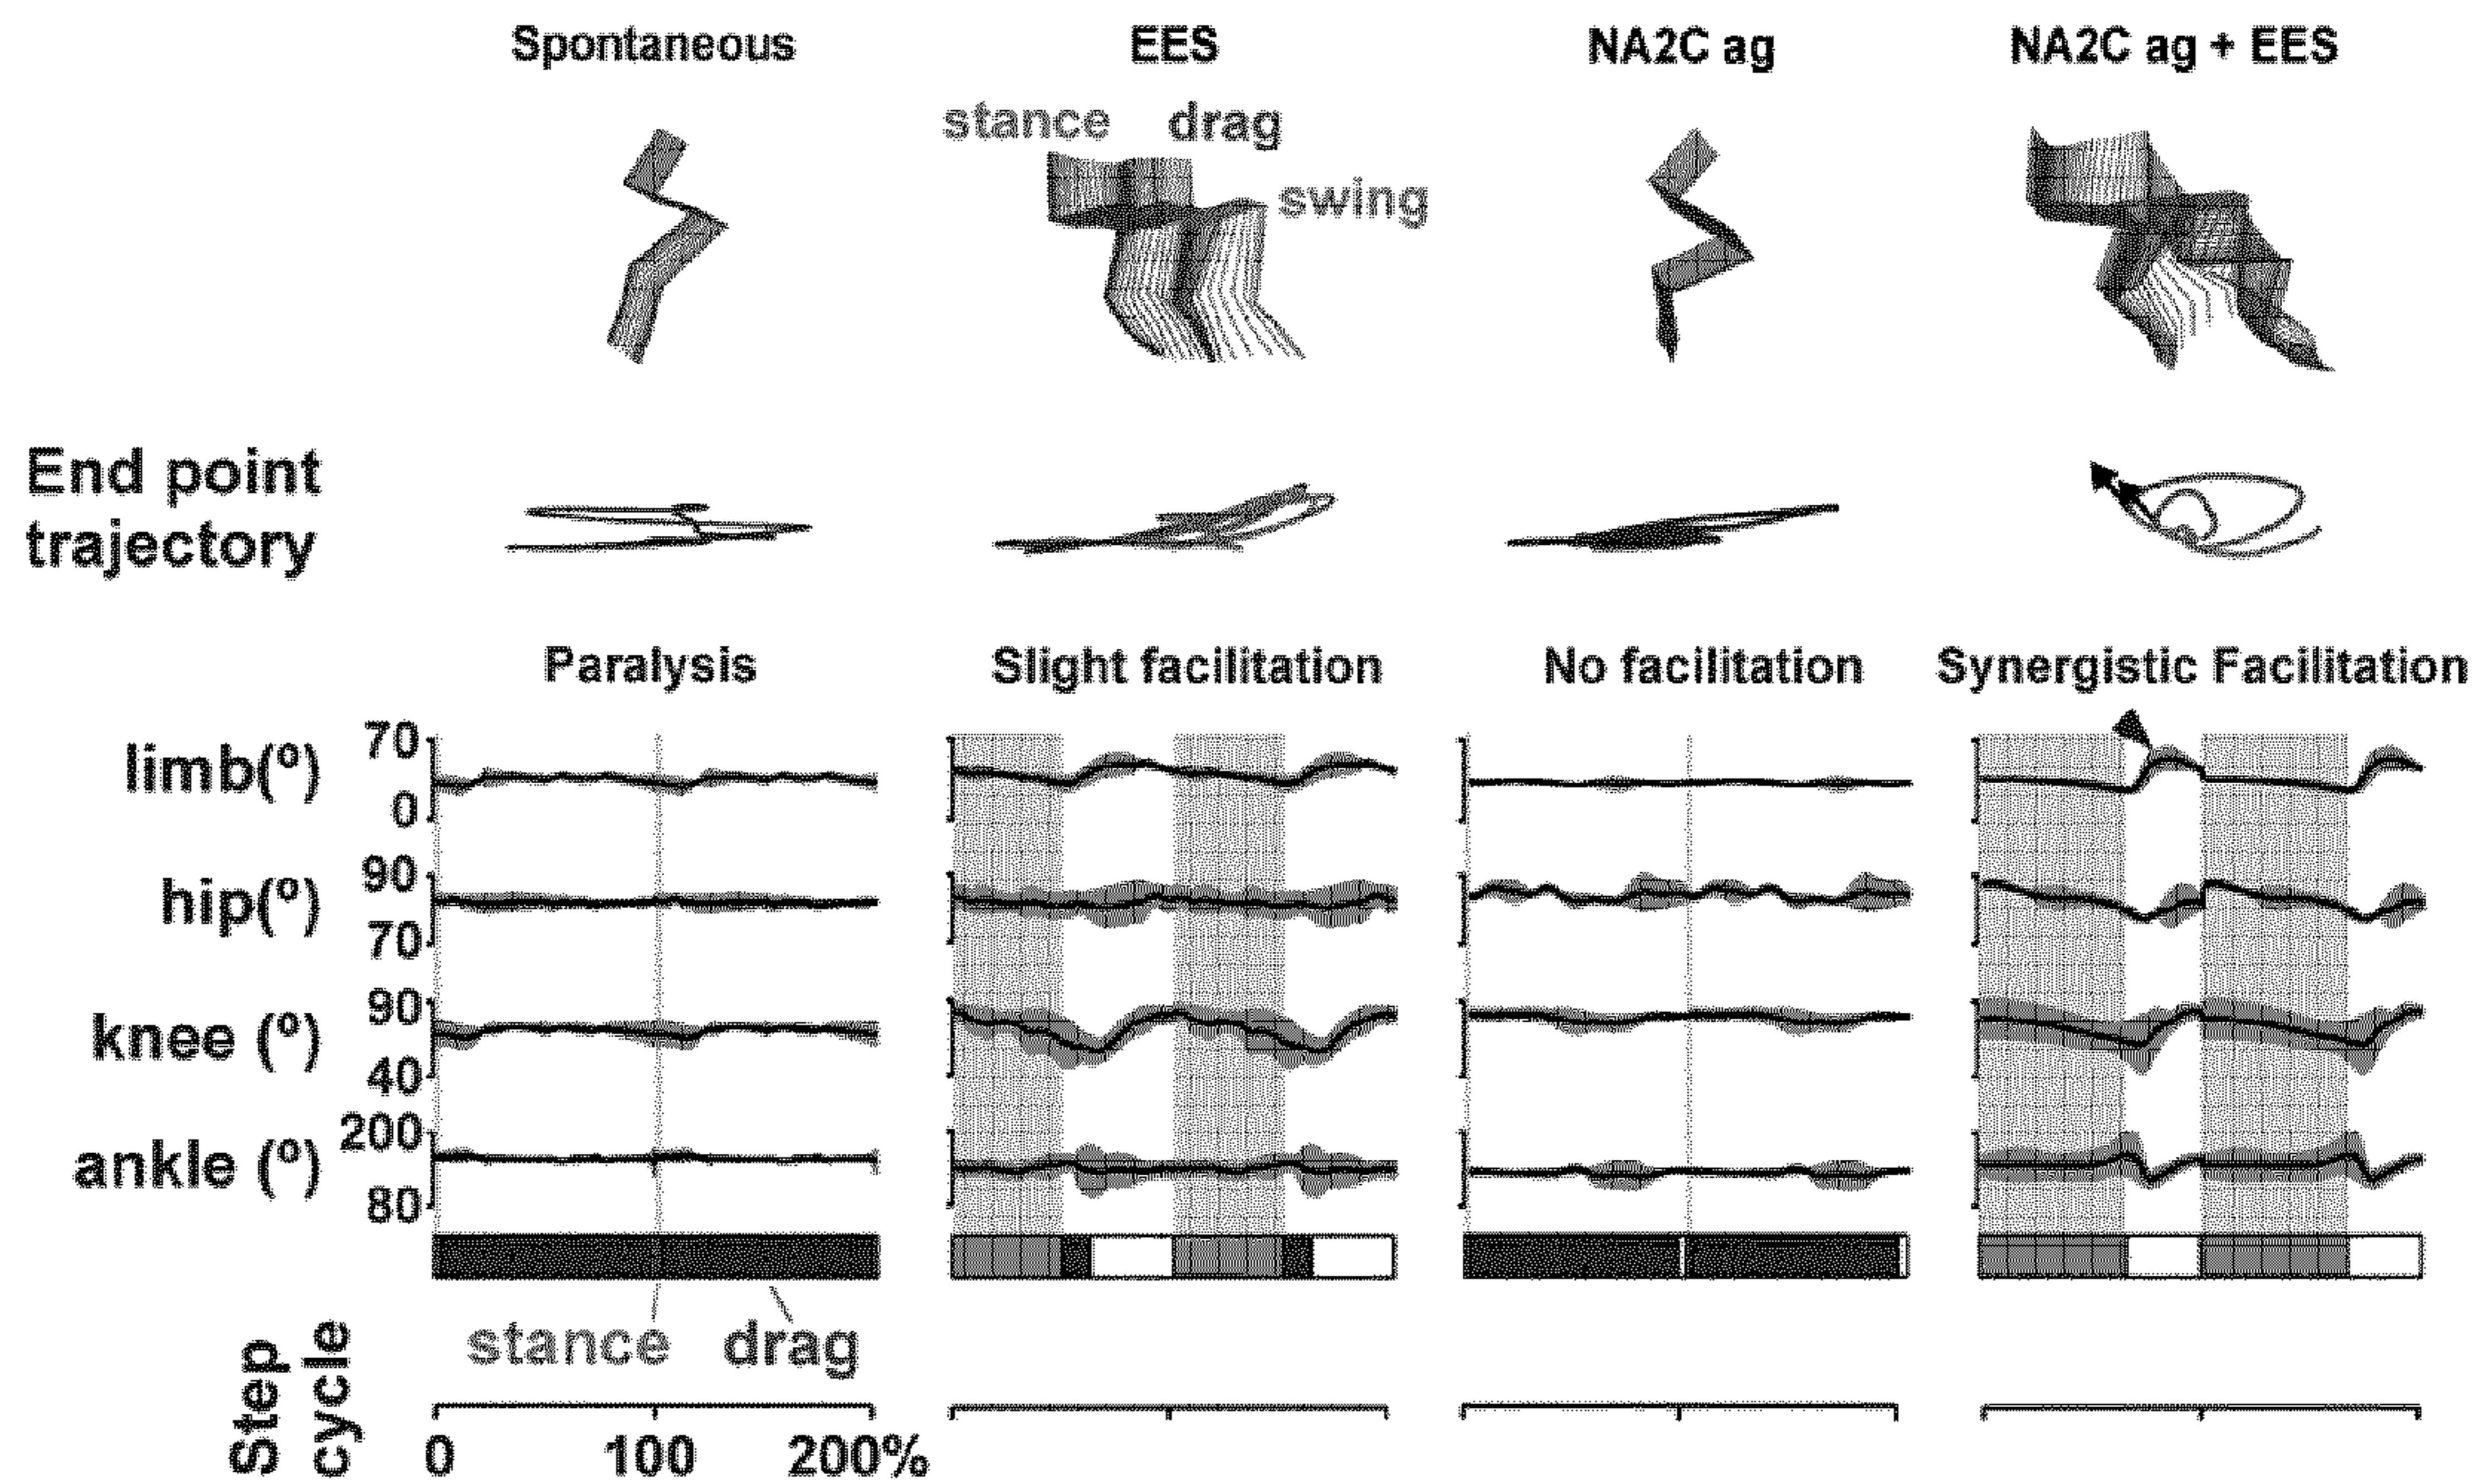 Spontaneous EES NA2C ag NA2C ag + EES
stance drag
swing
End point
trajectory
Paralysis Slight facilitation No facilitation Synergistic Facilitation
limb(º) 70
0
hip(º) 90
70
knee (º) 90
40
ankle (º) 200
80
stance drag
Step
cycle
0 100 200%